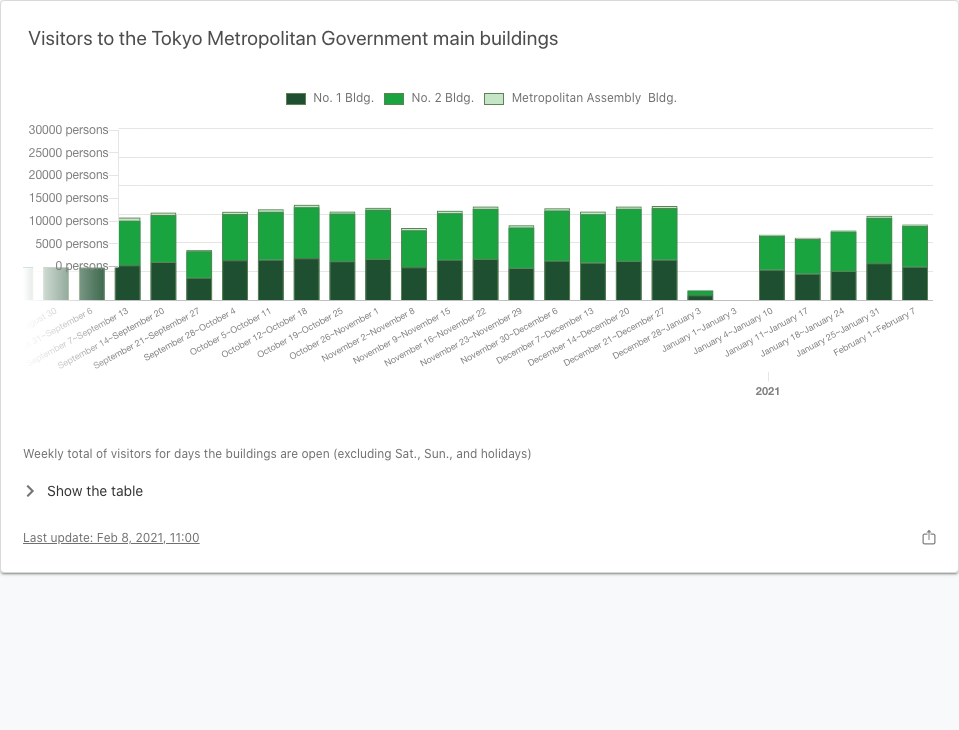 Visitors to the Tokyo Metropolitan Government main buildings
No. 1 Bldg. No. 2 Bldg. Metropolitan Assembly Bldg.
30000 persons
25000 persons
20000 persons
15000 persons
10000 persons
5000 persons
0 persons
September 6
September 7~September 13
September 14~September 20
September 21~September 27
September 28~October 4
October 5~October 11
October 12~October 18
October 19~October 25
October 26~November 1
November 2~November 8
November 9~November 15
November 16~November 22
November 23~November 29
November 30~December 6
December 7~December 13
December 14~December 20
December 21~December 27
December 28~January 3
January 1~January 3
January 4~January 10
January 11~January 17
January 18~January 24
January 25~January 31
February 1~February 7
2021
Weekly total of visitors for days the buildings are open (excluding Sat., Sun., and holidays)
Show the table
Last update: Feb 8, 2021, 11:00